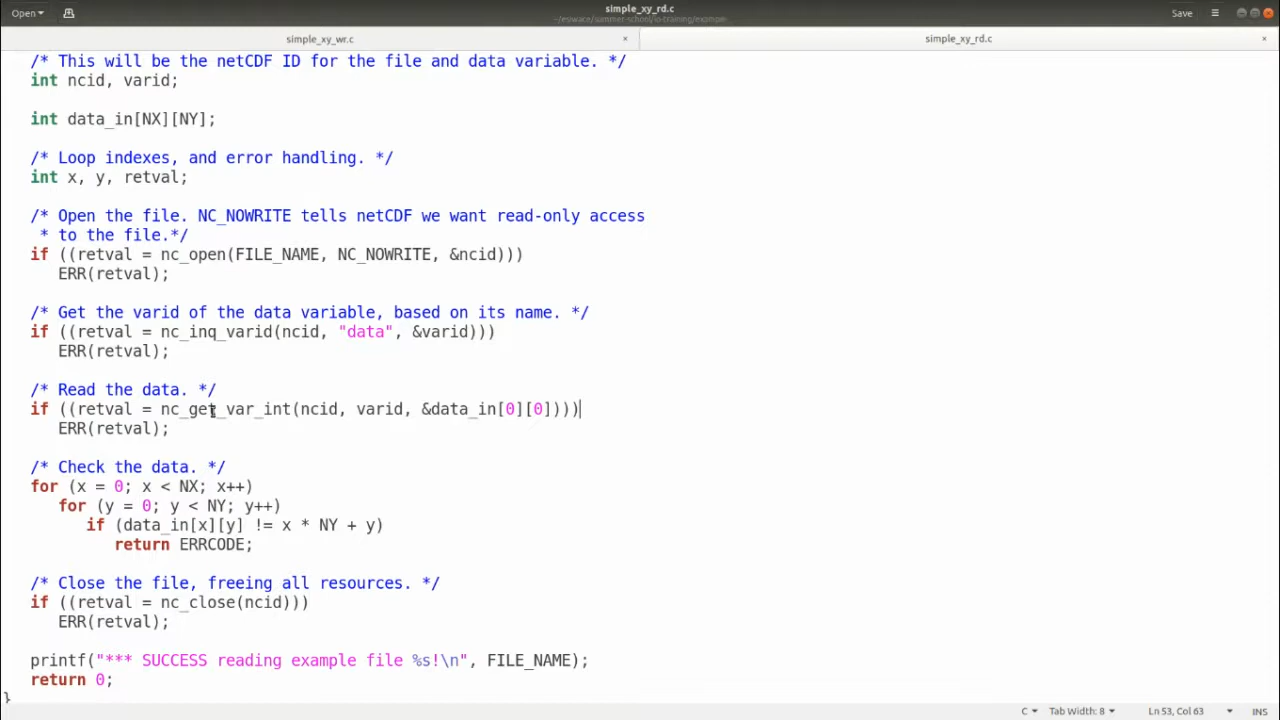 simple_xy_rd.c
Open
~/esiwace/summer-school/io-training/example
Save
simple_xy_wr.c
simple_xy_rd.c
/* This will be the netCDF ID for the file and data variable. */
int ncid, varid;
int data_in[NX][NY];
/* Loop indexes, and error handling. */
int x, y, retval;
/* Open the file. NC_NOWRITE tells netCDF we want read-only access
* to the file.*/
if ((retval = nc_open(FILE_NAME, NC_NOWRITE, &ncid)))
ERR(retval);
/* Get the varid of the data variable, based on its name. */
if ((retval = nc_inq_varid(ncid, "data", &varid)))
ERR(retval);
/* Read the data. */
if ((retval = nc_get_var_int(ncid, varid, &data_in[0][0])))
ERR(retval);
/* Check the data. */
for (x = 0; x < NX; x++)
for (y = 0; y < NY; y++)
if (data_in[x][y] != x * NY + y)
return ERRCODE;
/* Close the file, freeing all resources. */
if ((retval = nc_close(ncid)))
ERR(retval);
printf("*** SUCCESS reading example file %s!\n", FILE_NAME);
return 0;
}
C
Tab Width: 8
Ln 53, Col 63
INS